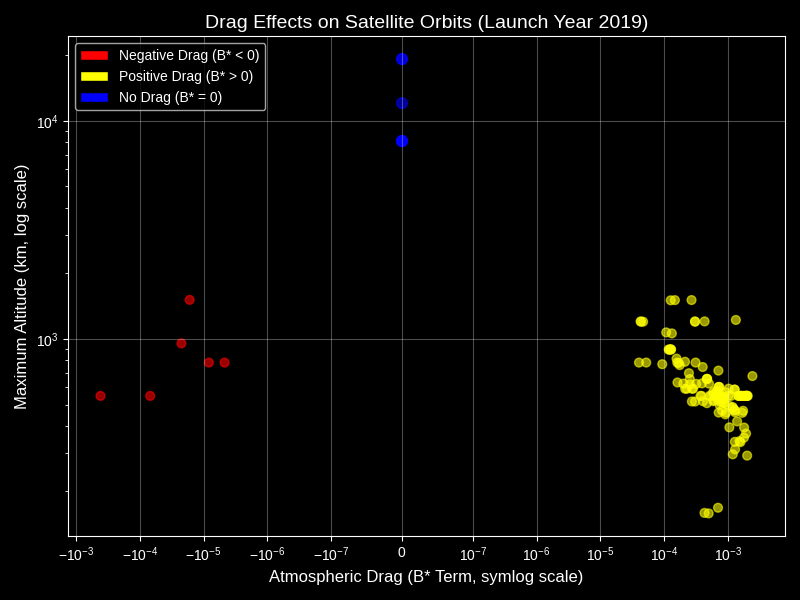 Drag Effects on Satellite Orbits (Launch Year 2019)
Negative Drag (B* < 0)
Positive Drag (B* > 0)
No Drag (B* = 0)
Maximum Altitude (km, log scale)
10⁴
10³
−10⁻³ −10⁻⁴ −10⁻⁵ −10⁻⁶ −10⁻⁷ 0 10⁻⁷ 10⁻⁶ 10⁻⁵ 10⁻⁴ 10⁻³
Atmospheric Drag (B* Term, symlog scale)